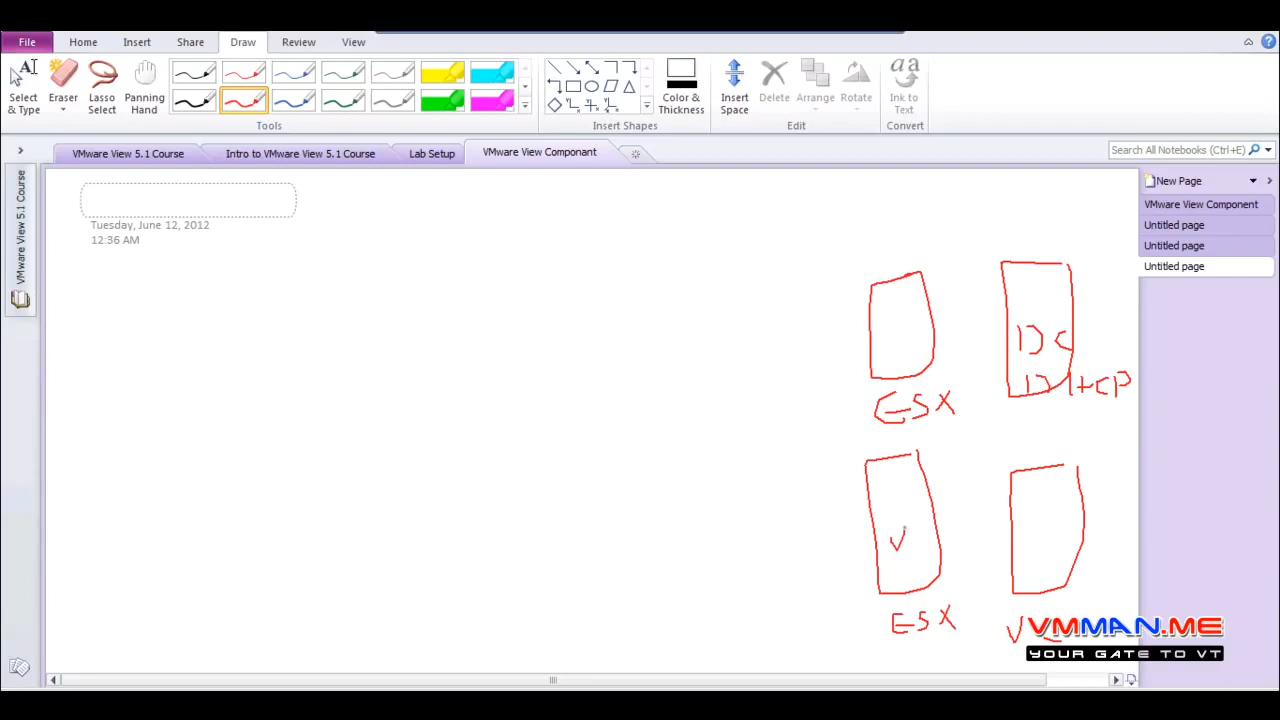 File Home Insert Share Draw Review View
Select & Type
Eraser
Lasso Select
Panning Hand
Color & Thickness
Insert Space
Delete
Arrange
Rotate
Ink to Text
Tools
Insert Shapes
Edit
Convert
VMware View 5.1 Course
Intro to VMware View 5.1 Course
Lab Setup
VMware View Componant
Search All Notebooks (Ctrl+E)
VMware View 5.1 Course
New Page
VMware View Component
Untitled page
Untitled page
Untitled page
Tuesday, June 12, 2012
12:36 AM
DC
DHCP
ESX
V
ESX
VMMAN.ME
YOUR GATE TO VT